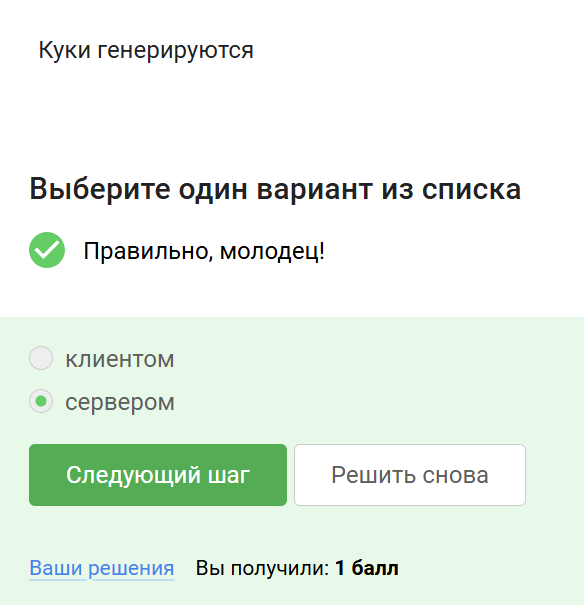 Куки генерируются
Выберите один вариант из списка
Правильно, молодец!
клиентом
сервером
Следующий шаг Решить снова
Ваши решения Вы получили: 1 балл